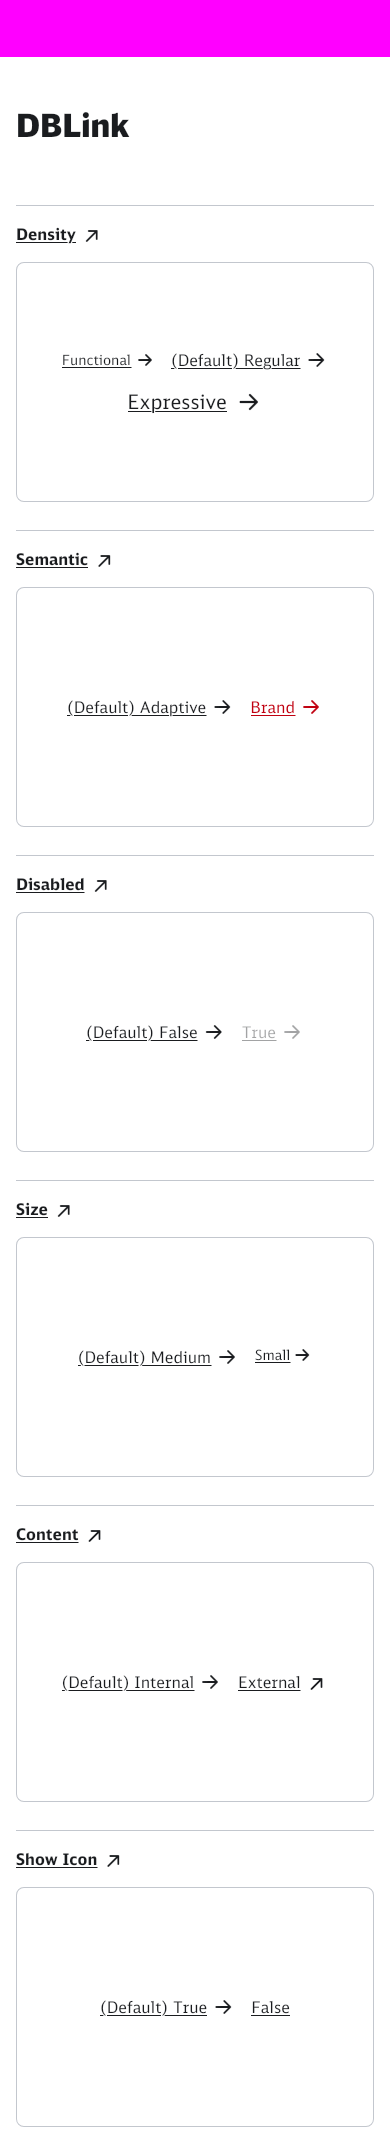 DBLink
Density
Functional (Default) Regular
Expressive
Semantic
(Default) Adaptive Brand
Disabled
(Default) False True
Size
(Default) Medium Small
Content
(Default) Internal External
Show Icon
(Default) True False